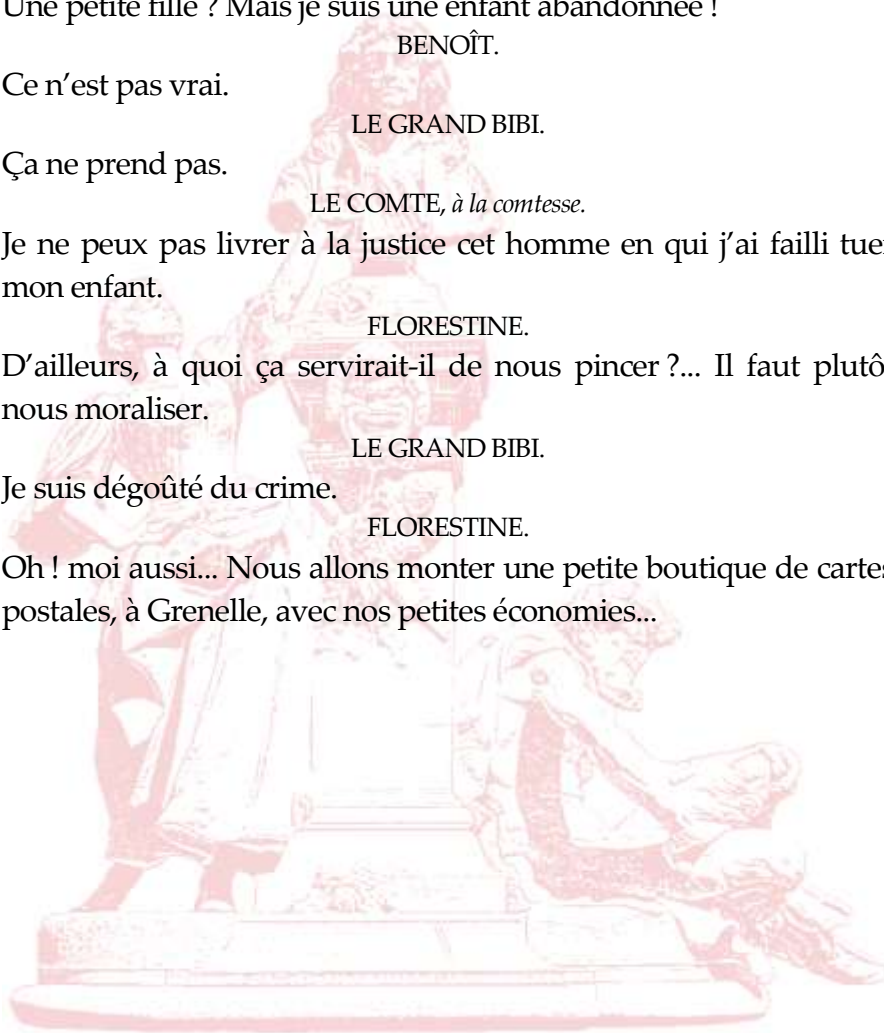 Une petite fille ? Mais je suis une enfant abandonnée !
BENOÎT.
Ce n’est pas vrai.
LE GRAND BIBI.
Ça ne prend pas.
LE COMTE, à la comtesse.
Je ne peux pas livrer à la justice cet homme en qui j’ai failli tuer
mon enfant.
FLORESTINE.
D’ailleurs, à quoi ça servirait-il de nous pincer ?... Il faut plutôt
nous moraliser.
LE GRAND BIBI.
Je suis dégoûté du crime.
FLORESTINE.
Oh ! moi aussi... Nous allons monter une petite boutique de cartes
postales, à Grenelle, avec nos petites économies...